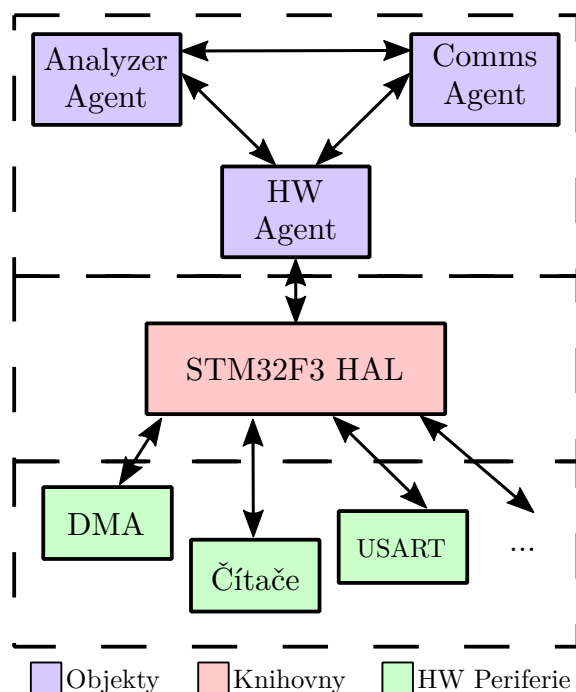 Analyzer
Agent
Comms
Agent
HW
Agent
STM32F3 HAL
DMA
Čítače
USART
...
Objekty
Knihovny
HW Periferie